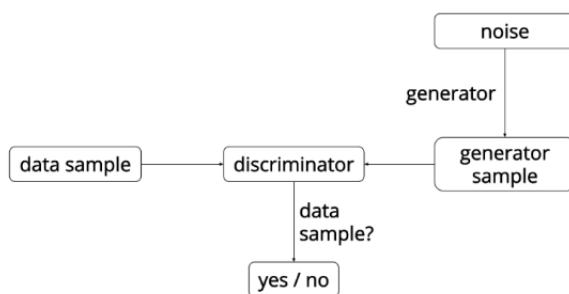 noise
generator
data sample
discriminator
generator
sample
data
sample?
yes / no